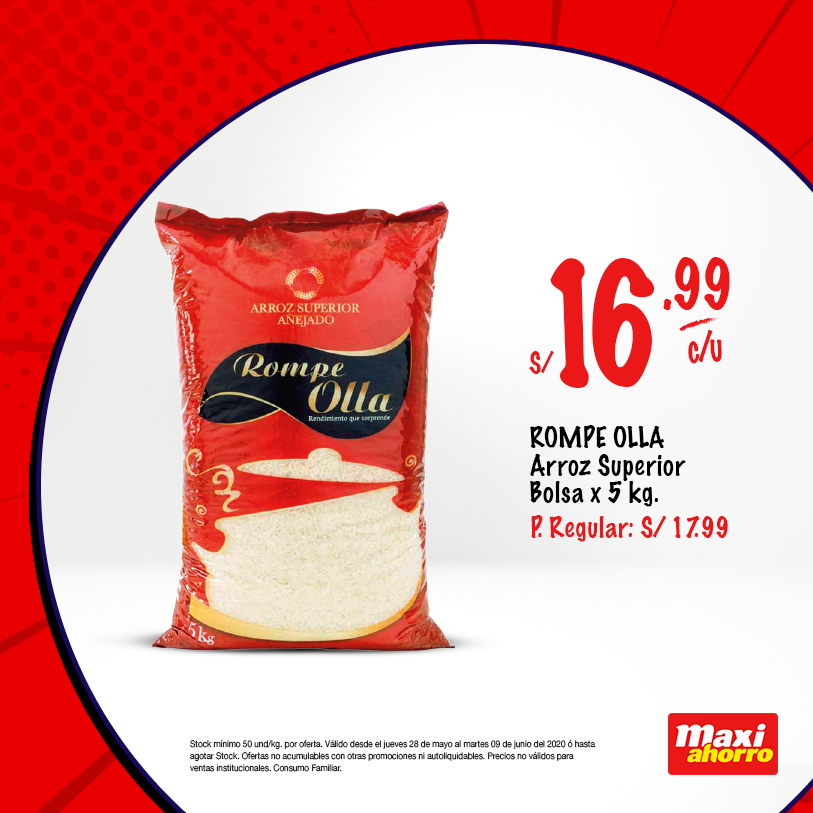 ARROZ SUPERIOR
AÑEJADO
Rompe
Olla
Rendimiento que sorprende
5kg
S/ 16.99
c/u
ROMPE OLLA
Arroz Superior
Bolsa x 5 kg.
P. Regular: S/ 17.99
Stock mínimo 50 und/kg. por oferta. Válido desde el jueves 28 de mayo al martes 09 de junio del 2020 ó hasta
agotar Stock. Ofertas no acumulables con otras promociones ni autoliquidables. Precios no válidos para
ventas institucionales. Consumo Familiar.
maxi
ahorro